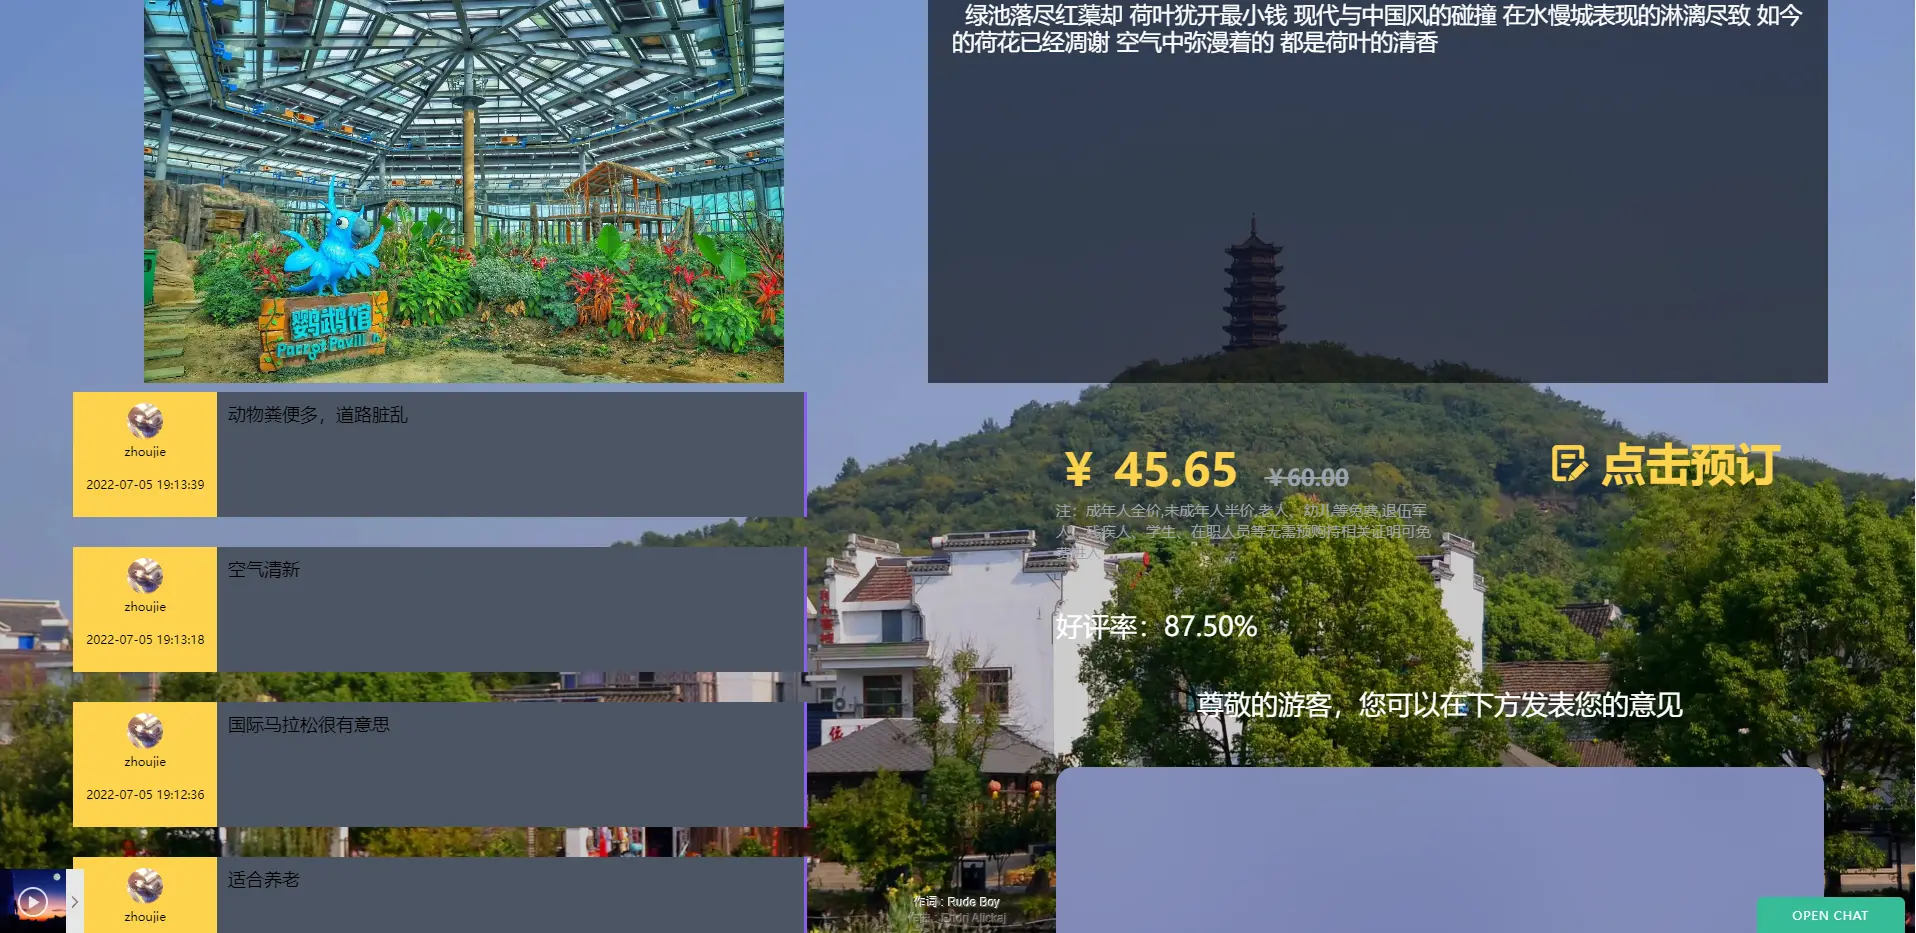 绿池落尽红蕖却 荷叶犹开最小钱 现代与中国风的碰撞 在水慢城表现的淋漓尽致 如今
的荷花已经凋谢 空气中弥漫着的 都是荷叶的清香
鹦鹉馆
Parrot Pavilion
动物粪便多，道路脏乱
zhoujie
2022-07-05 19:13:39
空气清新
zhoujie
2022-07-05 19:13:18
国际马拉松很有意思
zhoujie
2022-07-05 19:12:36
适合养老
zhoujie
¥ 45.65 ¥60.00
点击预订
注：成年人全价,未成年人半价,老人、幼儿等免费,退伍军
人、残疾人、学生、在职人员等无需预购持相关证明可免
费进入
好评率：87.50%
尊敬的游客，您可以在下方发表您的意见
作词 : Rude Boy
作曲 : Endri Alickaj
OPEN CHAT